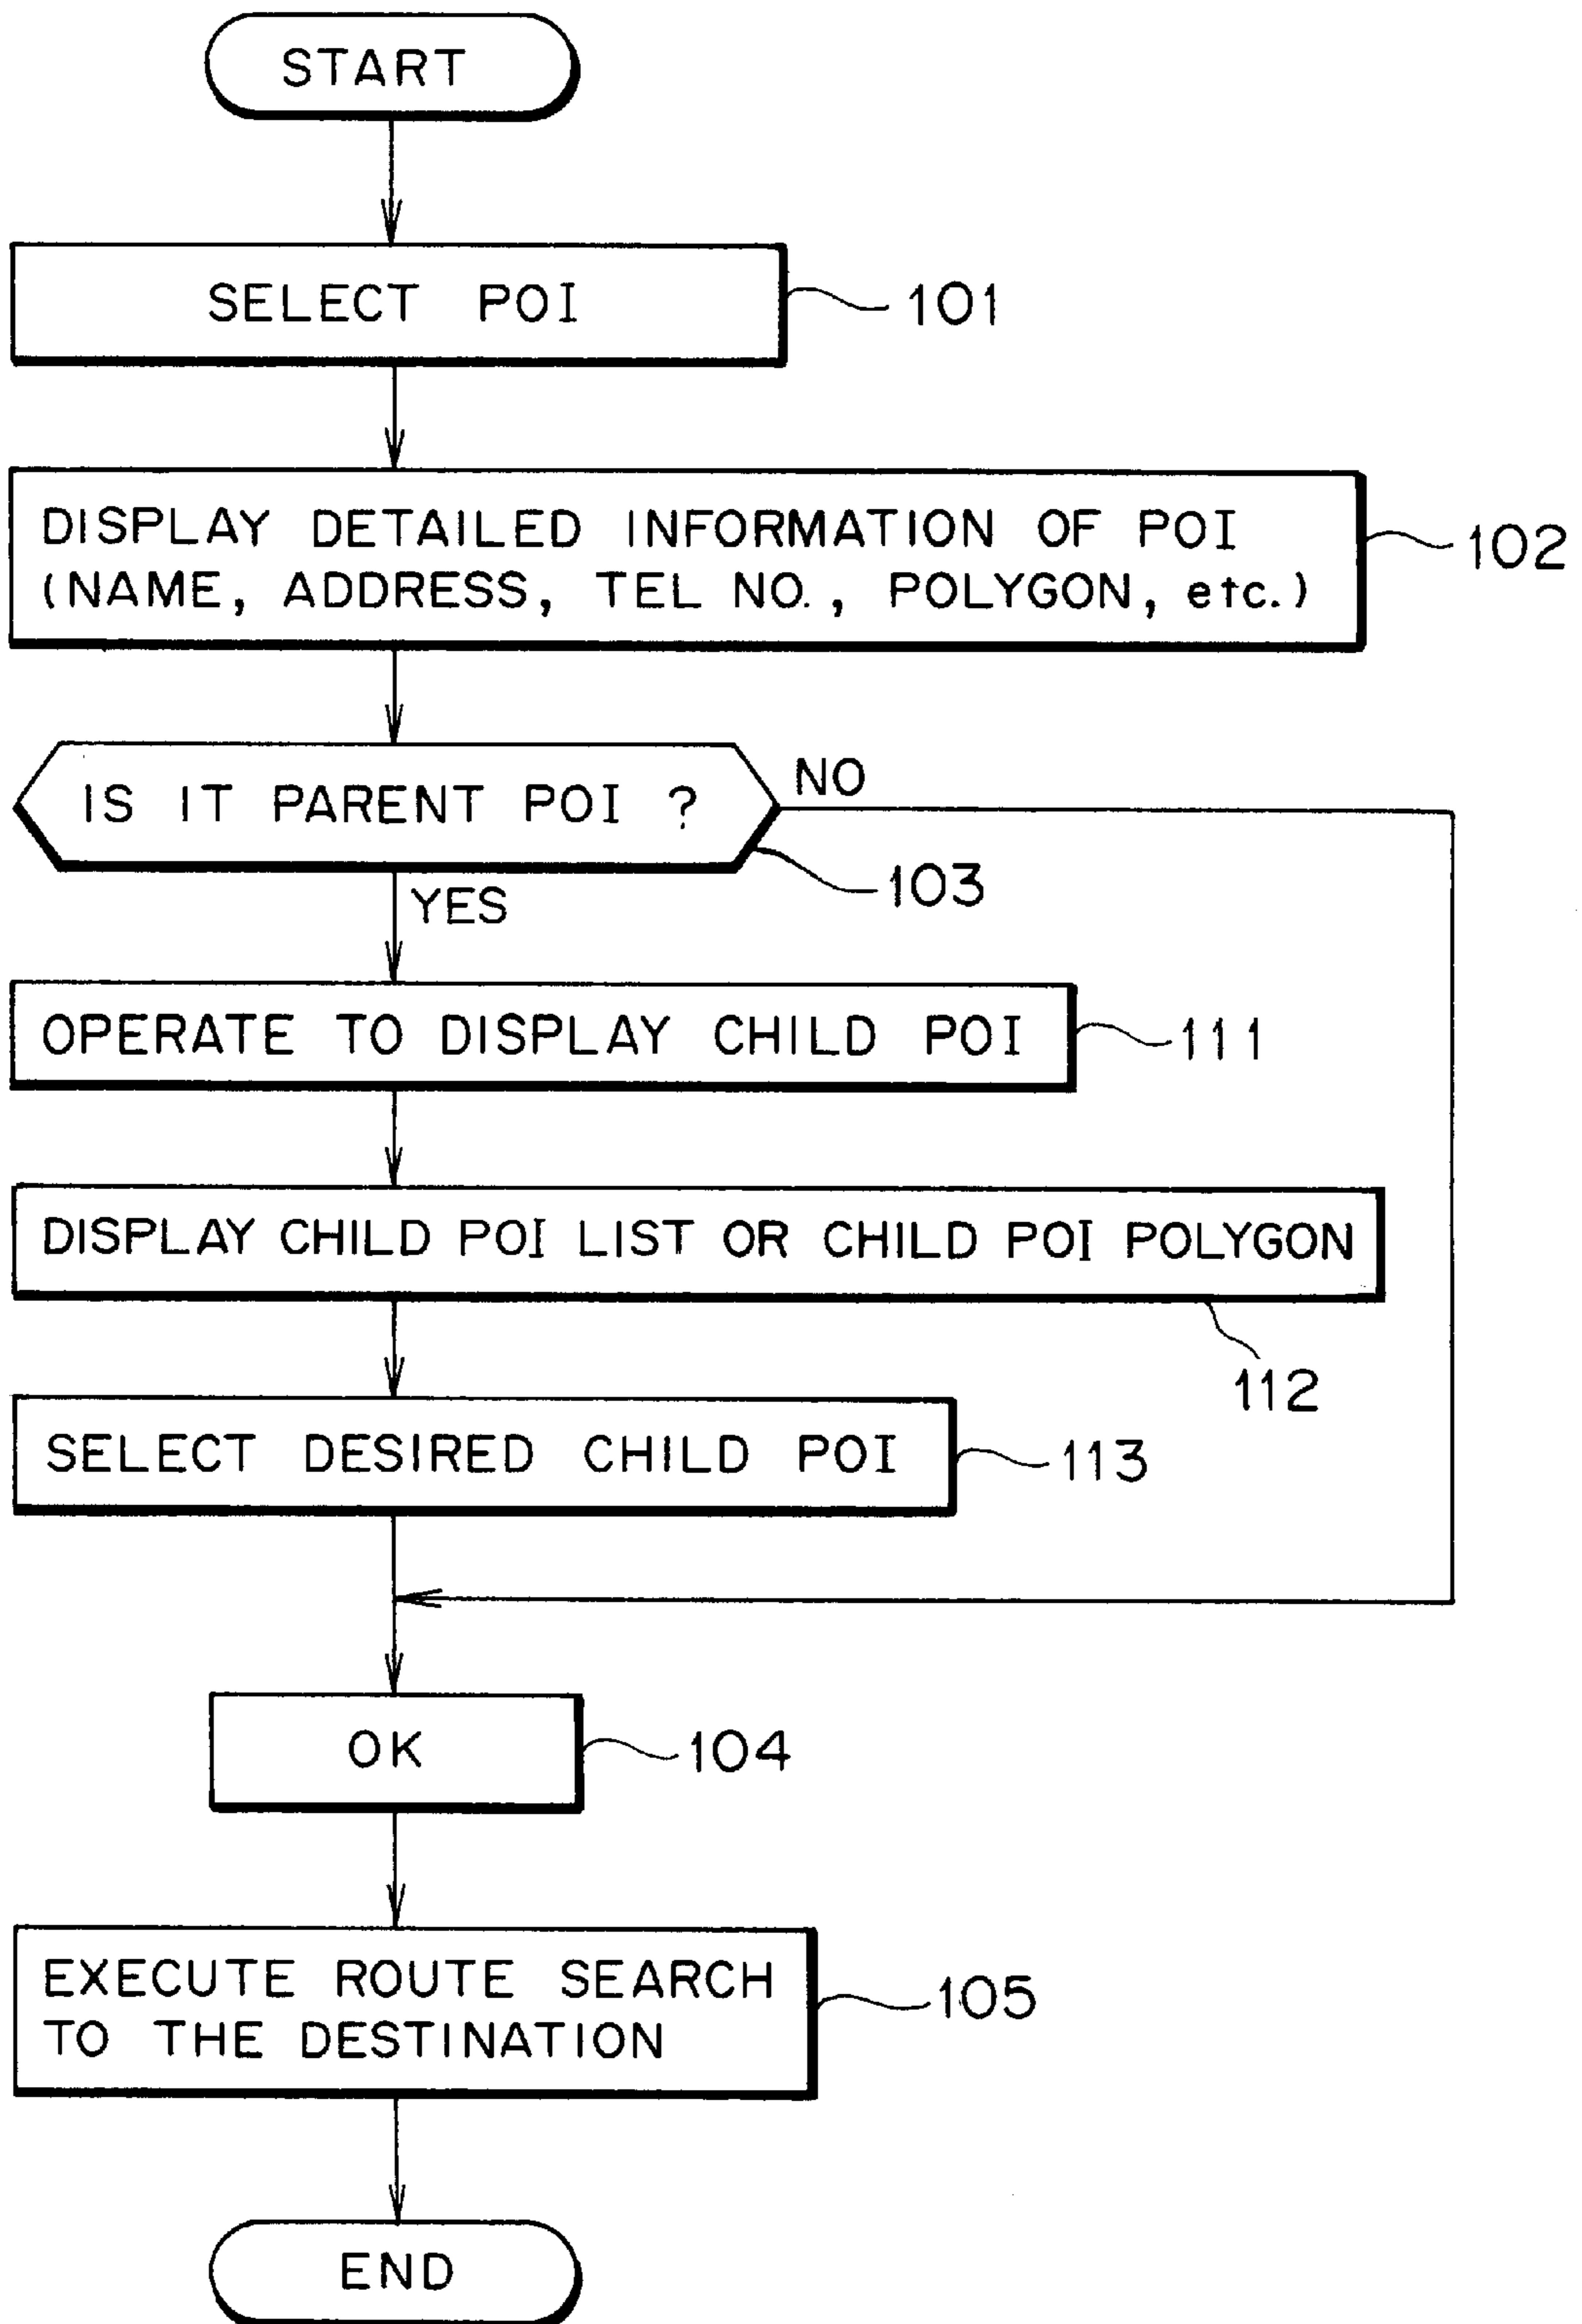 START
SELECT POI
101
DISPLAY DETAILED INFORMATION OF POI
(NAME, ADDRESS, TEL NO., POLYGON, etc.)
102
IS IT PARENT POI ?
NO
103
YES
OPERATE TO DISPLAY CHILD POI
111
DISPLAY CHILD POI LIST OR CHILD POI POLYGON
112
SELECT DESIRED CHILD POI
113
OK
104
EXECUTE ROUTE SEARCH
TO THE DESTINATION
105
END